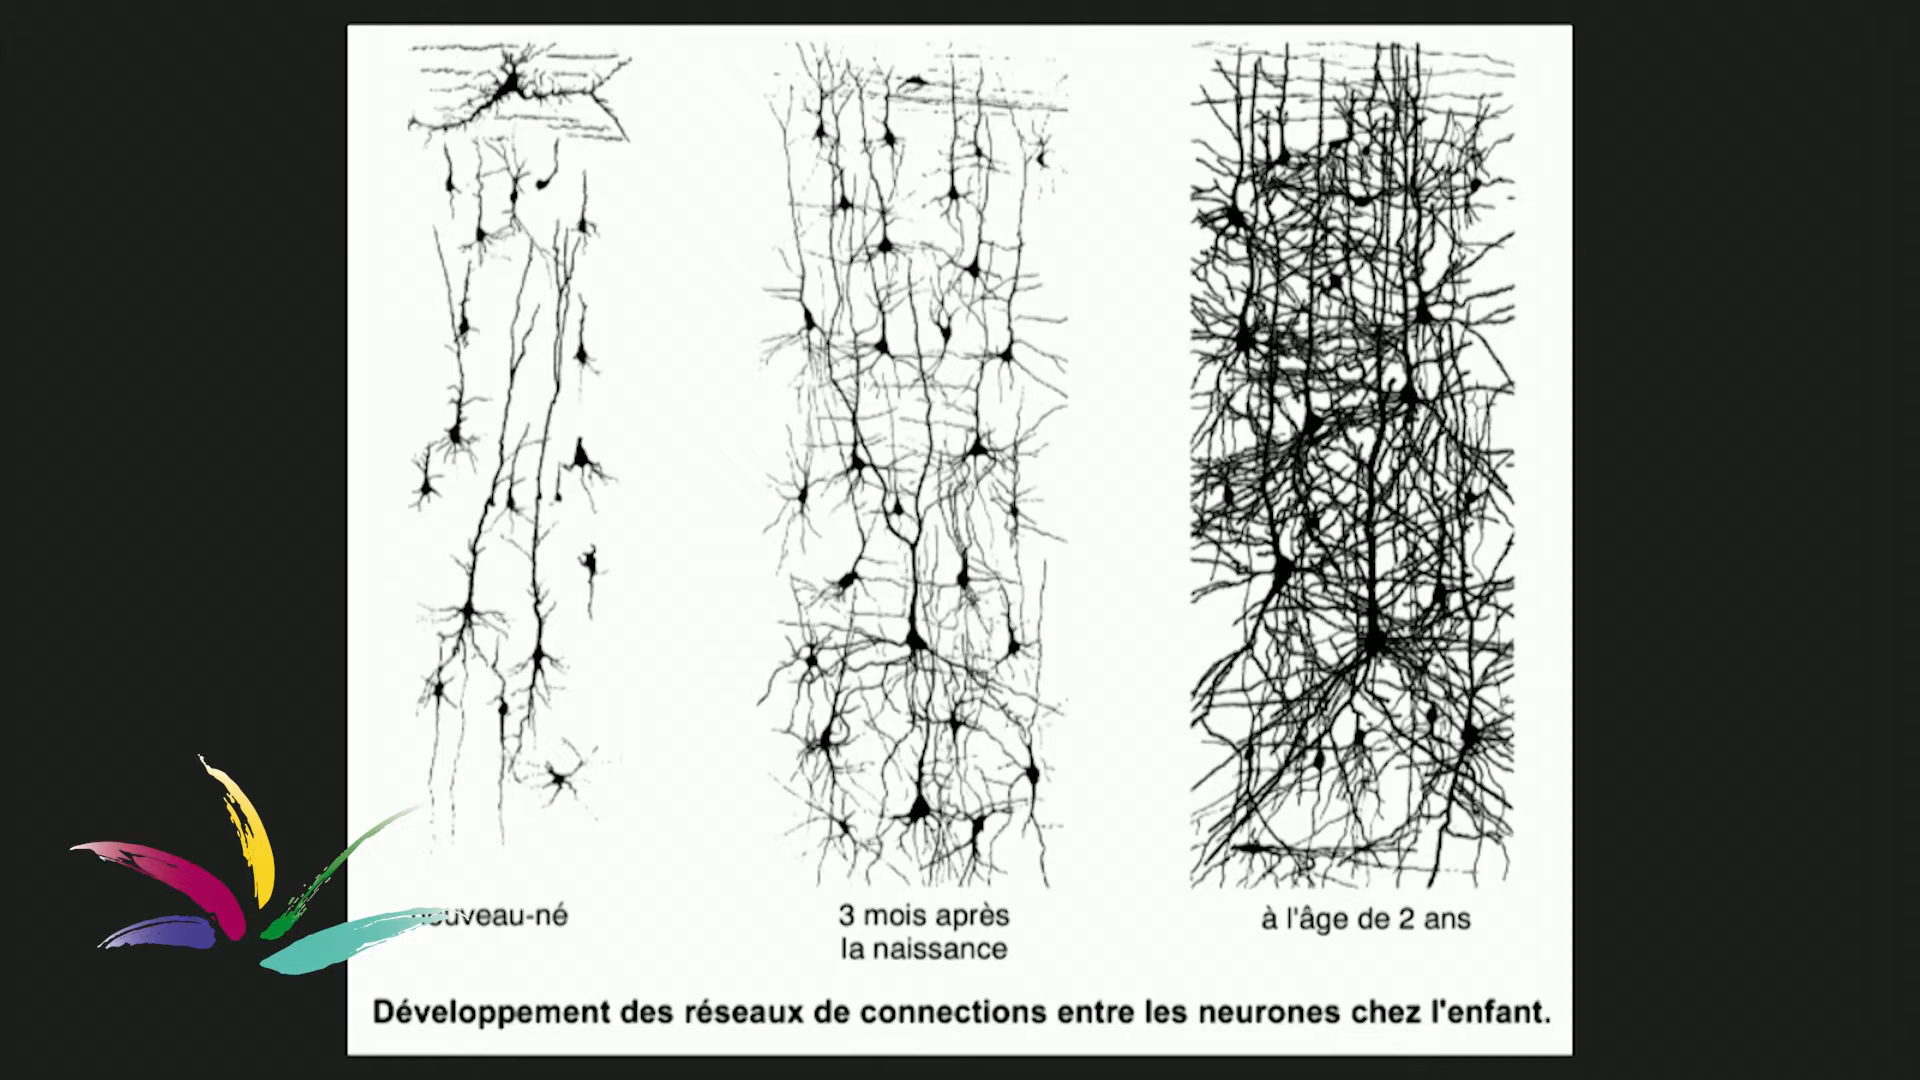 nouveau-né
3 mois après
la naissance
à l'âge de 2 ans
Développement des réseaux de connections entre les neurones chez l'enfant.